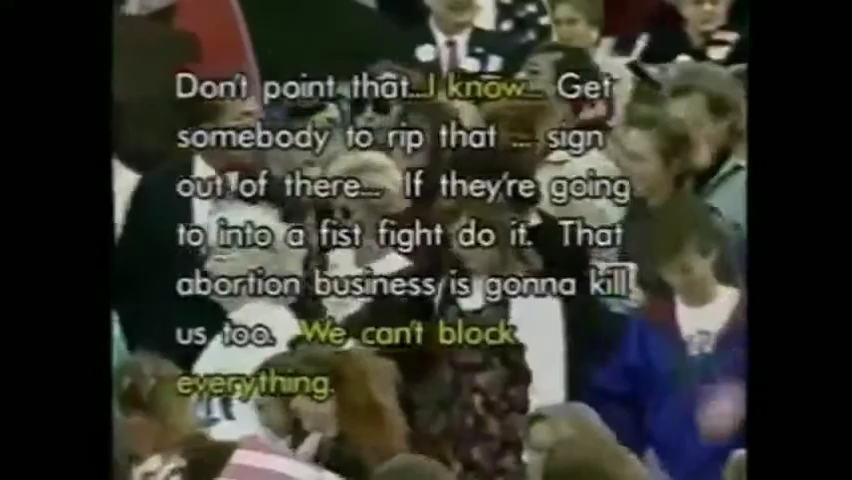 Don't point that... I know... Get
somebody to rip that ... sign
out of there... If they're going
to into a fist fight do it. That
abortion business is gonna kill
us too. We can't block
everything.